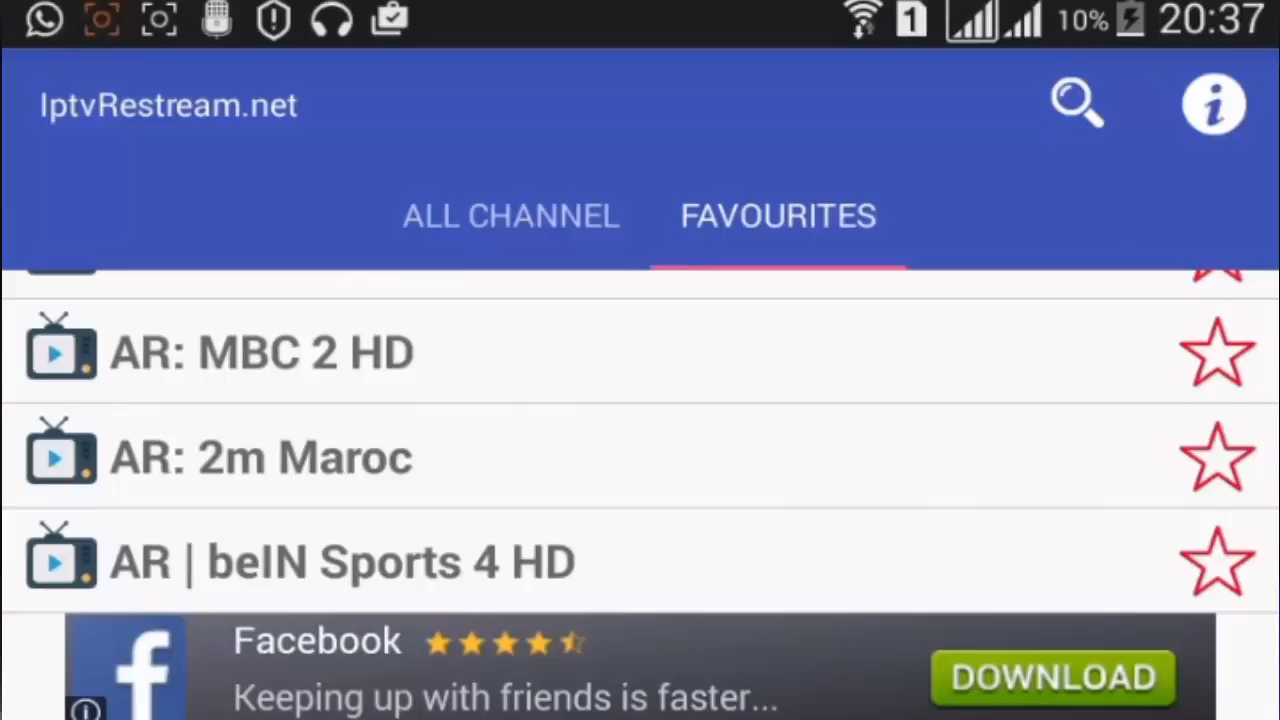 1 10% 20:37
IptvRestream.net
ALL CHANNEL FAVOURITES
AR: MBC 2 HD
AR: 2m Maroc
AR | beIN Sports 4 HD
Facebook
Keeping up with friends is faster...
DOWNLOAD